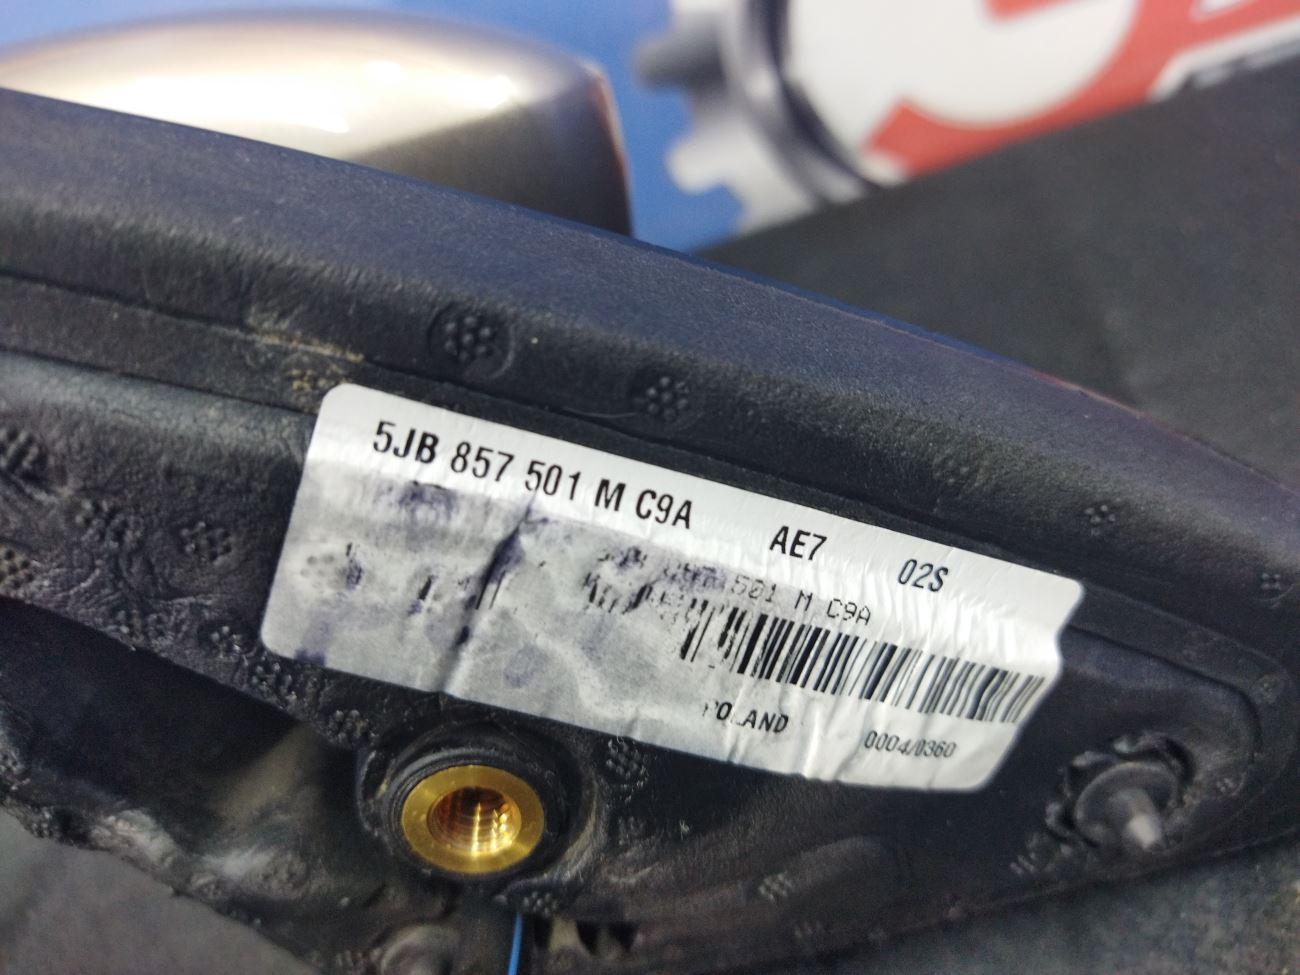 5JB 857 501 M C9A AE7 02S
501 M C9A
POLAND
0004/0360